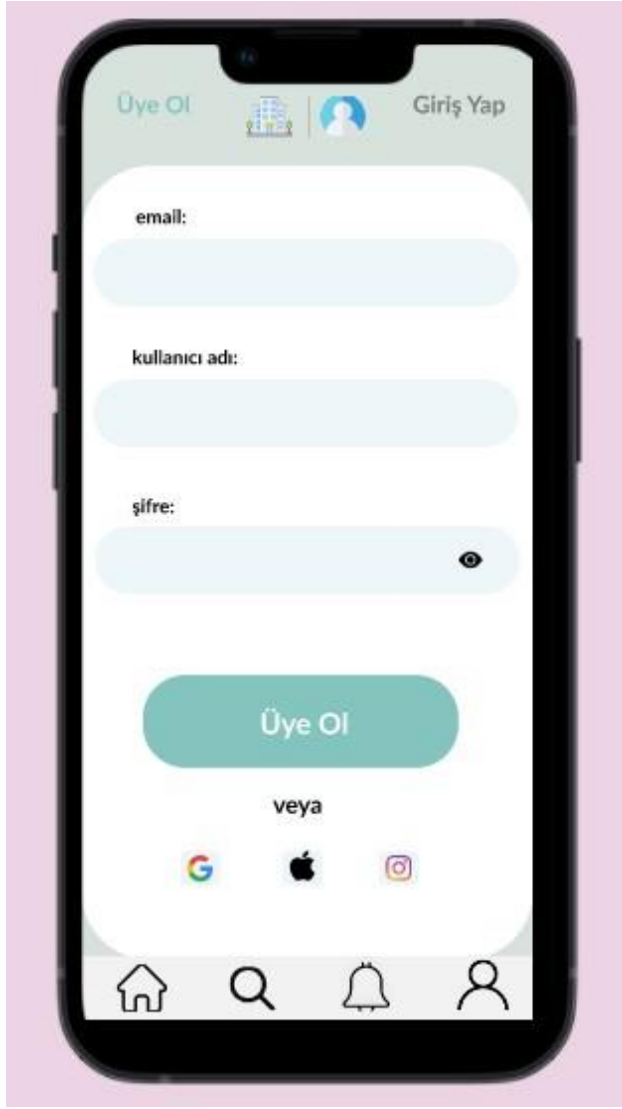 Üye Ol
Giriş Yap
email:
kullanıcı adı:
şifre:
Üye Ol
veya